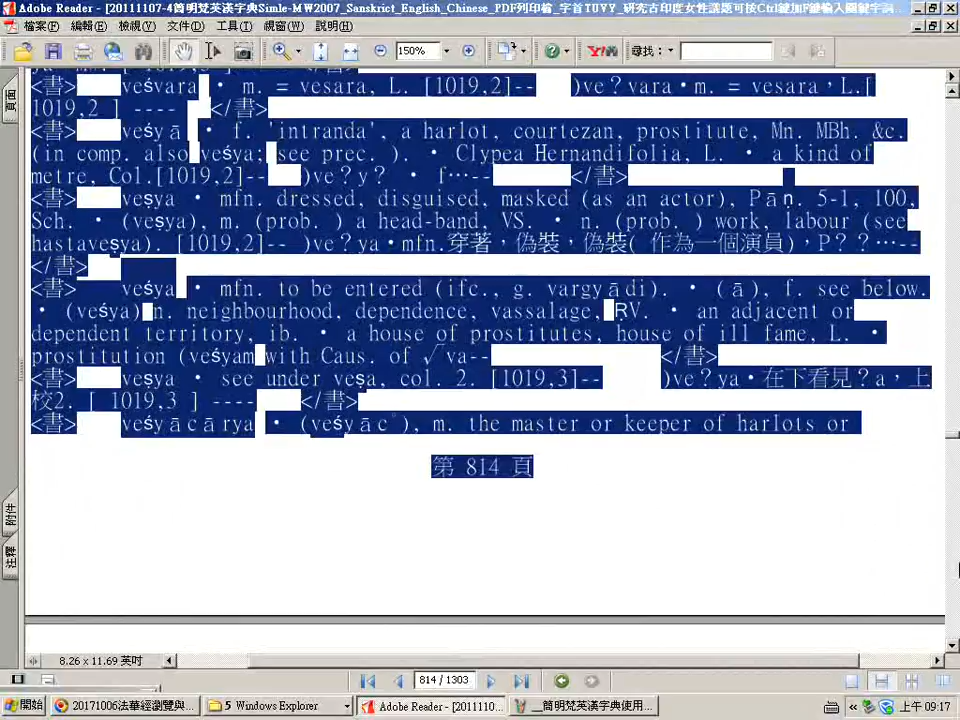 Adobe Reader - [20111107-4簡明梵英漢字典Simle-MW2007_Sanskrict_English_Chinese_PDF列印檔_字首TUVY_研究古印度女性議題可按Ctrl鍵加F鍵輸入關鍵字詞
檔案(F) 編輯(E) 檢視(V) 文件(D) 工具(T) 視窗(W) 說明(H)
150% 尋找:
<書> veśvara ‧ m. = vesara, L. [1019,2]-- )ve？vara‧m. = vesara，L.[
1019,2 ] ---- </書>
<書> veśyā ‧ f. 'intranda', a harlot, courtezan, prostitute, Mn. MBh. &c.
(in comp. also veśya; see prec. ). ‧ Clypea Hernandifolia, L. ‧ a kind of
metre, Col.[1019,2]-- )ve？y？‧ f…-- </書>
<書> veṣya ‧ mfn. dressed, disguised, masked (as an actor), Pāṇ. 5-1, 100,
Sch. ‧ (veṣya), m. (prob. ) a head-band, VS. ‧ n. (prob. ) work, labour (see
hastaveṣya). [1019,2]-- )ve？ya‧mfn.穿著，偽裝，偽裝( 作為一個演員)，P？？…--
</書>
<書> veśya ‧ mfn. to be entered (ifc., g. vargyādi). ‧ (ā), f. see below.
‧ (veśya) n. neighbourhood, dependence, vassalage, ṚV. ‧ an adjacent or
dependent territory, ib. ‧ a house of prostitutes, house of ill fame, L. ‧
prostitution (veśyam with Caus. of √va-- </書>
<書> veṣya ‧ see under veṣa, col. 2. [1019,3]-- )ve？ya‧在下看見？a，上
校2. [ 1019,3 ] ---- </書>
<書> veśyācārya ‧ (veśyāc°), m. the master or keeper of harlots or
第 814 頁
附件
註釋
頁面
8.26 x 11.69 英吋
814 / 1303
開始 20171006法華經瀏覽與... 5 Windows Explorer Adobe Reader - [2011110... __簡明梵漢字典使用... 上午 09:17